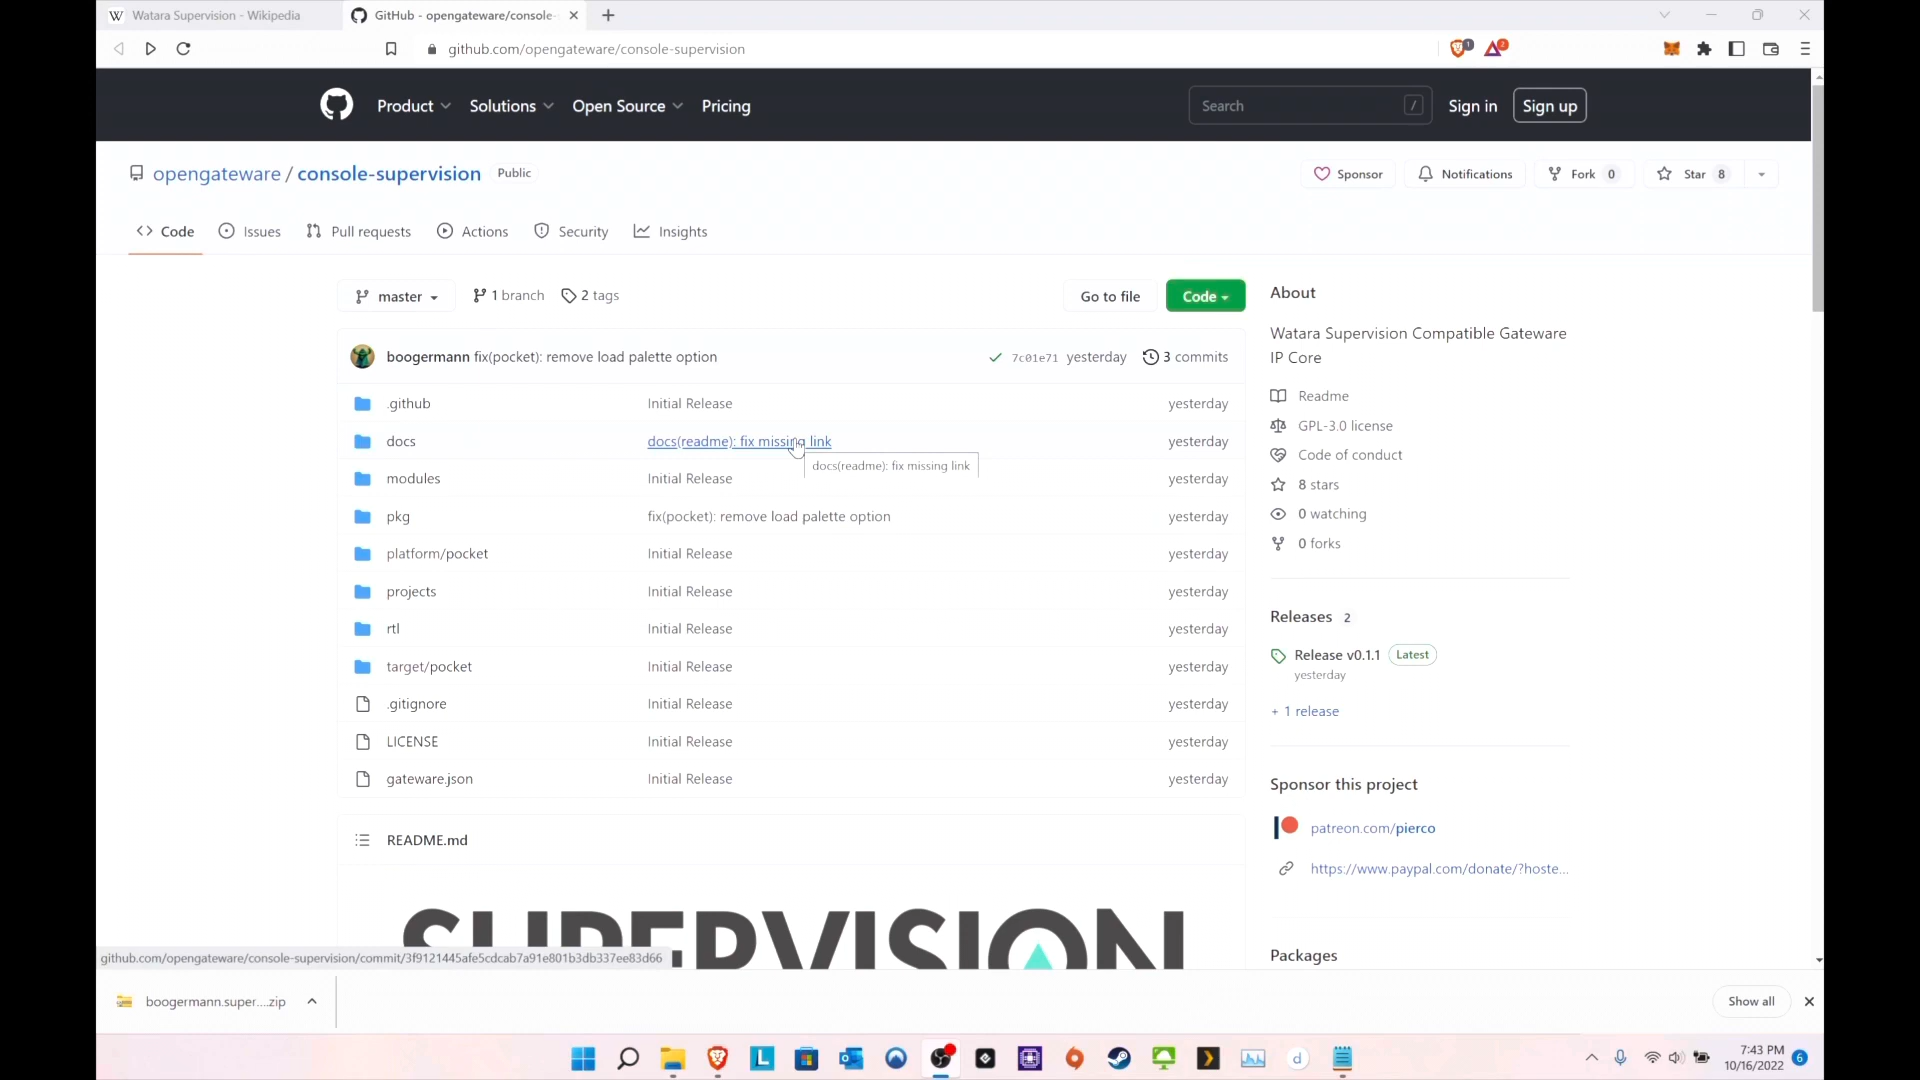 Watara Supervision - Wikipedia
GitHub - opengateware/console-
github.com/opengateware/console-supervision
1
2
Product
Solutions
Open Source
Pricing
Search
/
Sign in
Sign up
opengateware / console-supervision
Public
Sponsor
Notifications
Fork 0
Star 8
Code
Issues
Pull requests
Actions
Security
Insights
master
1 branch
2 tags
Go to file
Code
About
Watara Supervision Compatible Gateware
IP Core
boogermann fix(pocket): remove load palette option
7c01e71 yesterday
3 commits
.github
Initial Release
yesterday
docs
docs(readme): fix missing link
yesterday
docs(readme): fix missing link
modules
Initial Release
yesterday
pkg
fix(pocket): remove load palette option
yesterday
platform/pocket
Initial Release
yesterday
projects
Initial Release
yesterday
rtl
Initial Release
yesterday
target/pocket
Initial Release
yesterday
.gitignore
Initial Release
yesterday
LICENSE
Initial Release
yesterday
gateware.json
Initial Release
yesterday
Readme
GPL-3.0 license
Code of conduct
8 stars
0 watching
0 forks
Releases 2
Release v0.1.1
Latest
yesterday
+ 1 release
Sponsor this project
patreon.com/pierco
https://www.paypal.com/donate/?hoste...
Packages
README.md
SUPERVISION
github.com/opengateware/console-supervision/commit/3f9121445afe5cdcab7a91e801b3db337ee83d66
boogermann.super....zip
Show all
7:43 PM
10/16/2022
6